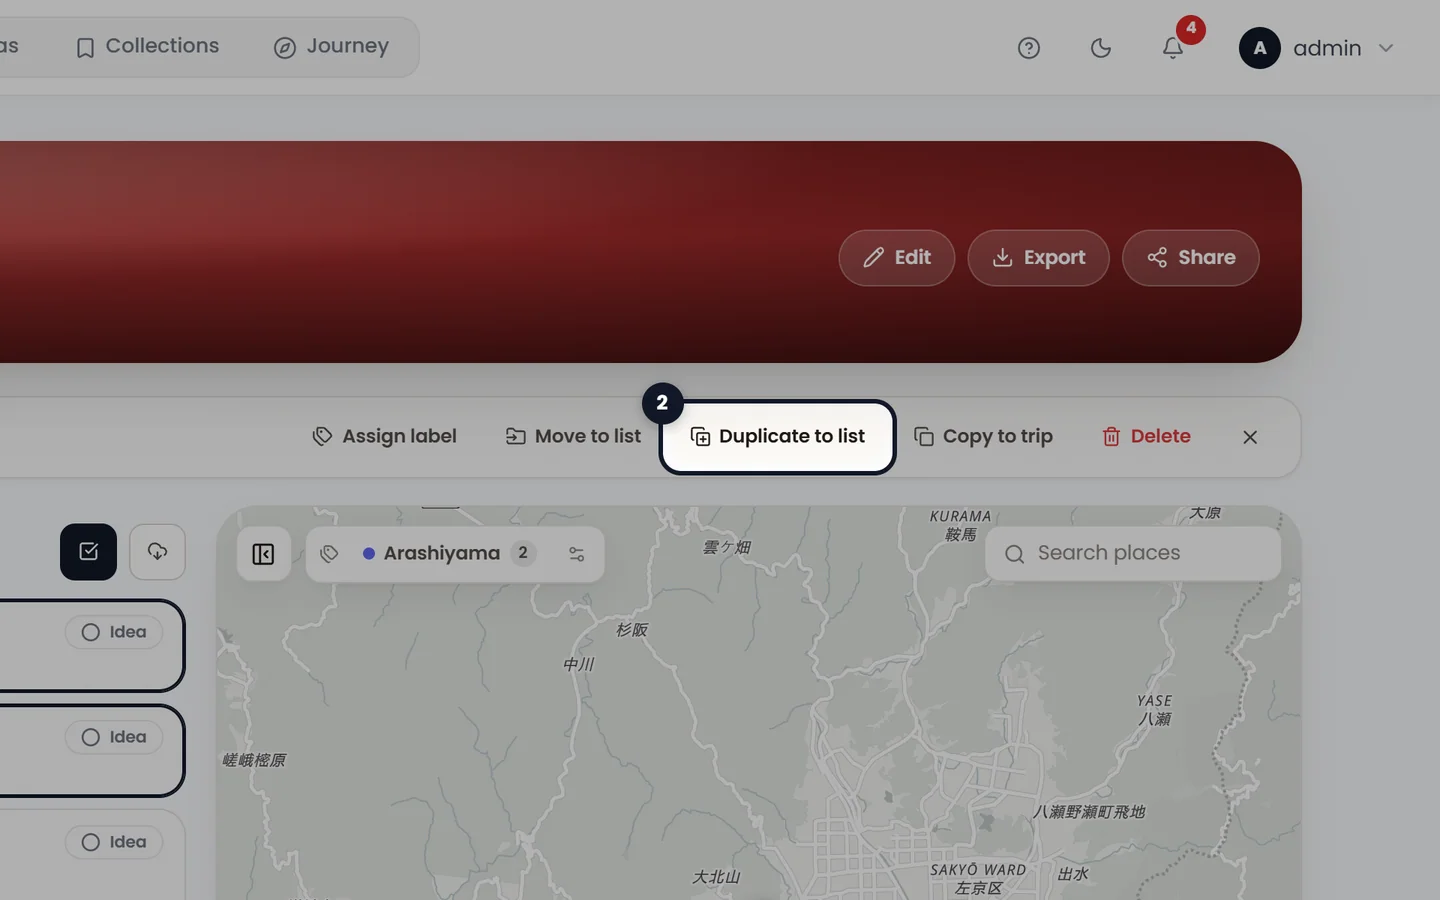 as
Collections
Journey
4
A
admin
Edit
Export
Share
2
Assign label
Move to list
Duplicate to list
Copy to trip
Delete
Arashiyama 2
Search places
Idea
Idea
Idea
KURAMA
鞍馬
大原
雲ケ畑
杉阪
中川
YASE
八瀬
嵯峨樒原
八瀬野瀬町飛地
大北山
SAKYŌ WARD
左京区
出水